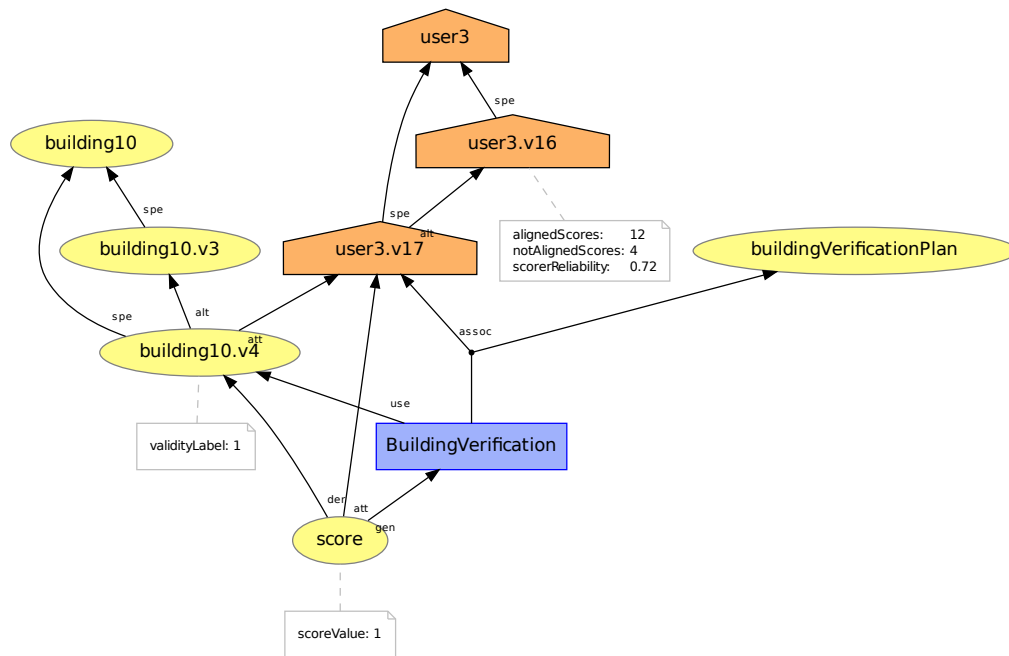 user3
spe
user3.v16
building10
spe
alignedScores: 12
notAlignedScores: 4
scorerReliability: 0.72
spe
alt
user3.v17
building10.v3
buildingVerificationPlan
spe
alt
att
assoc
building10.v4
use
validityLabel: 1
BuildingVerification
der
att
gen
score
scoreValue: 1